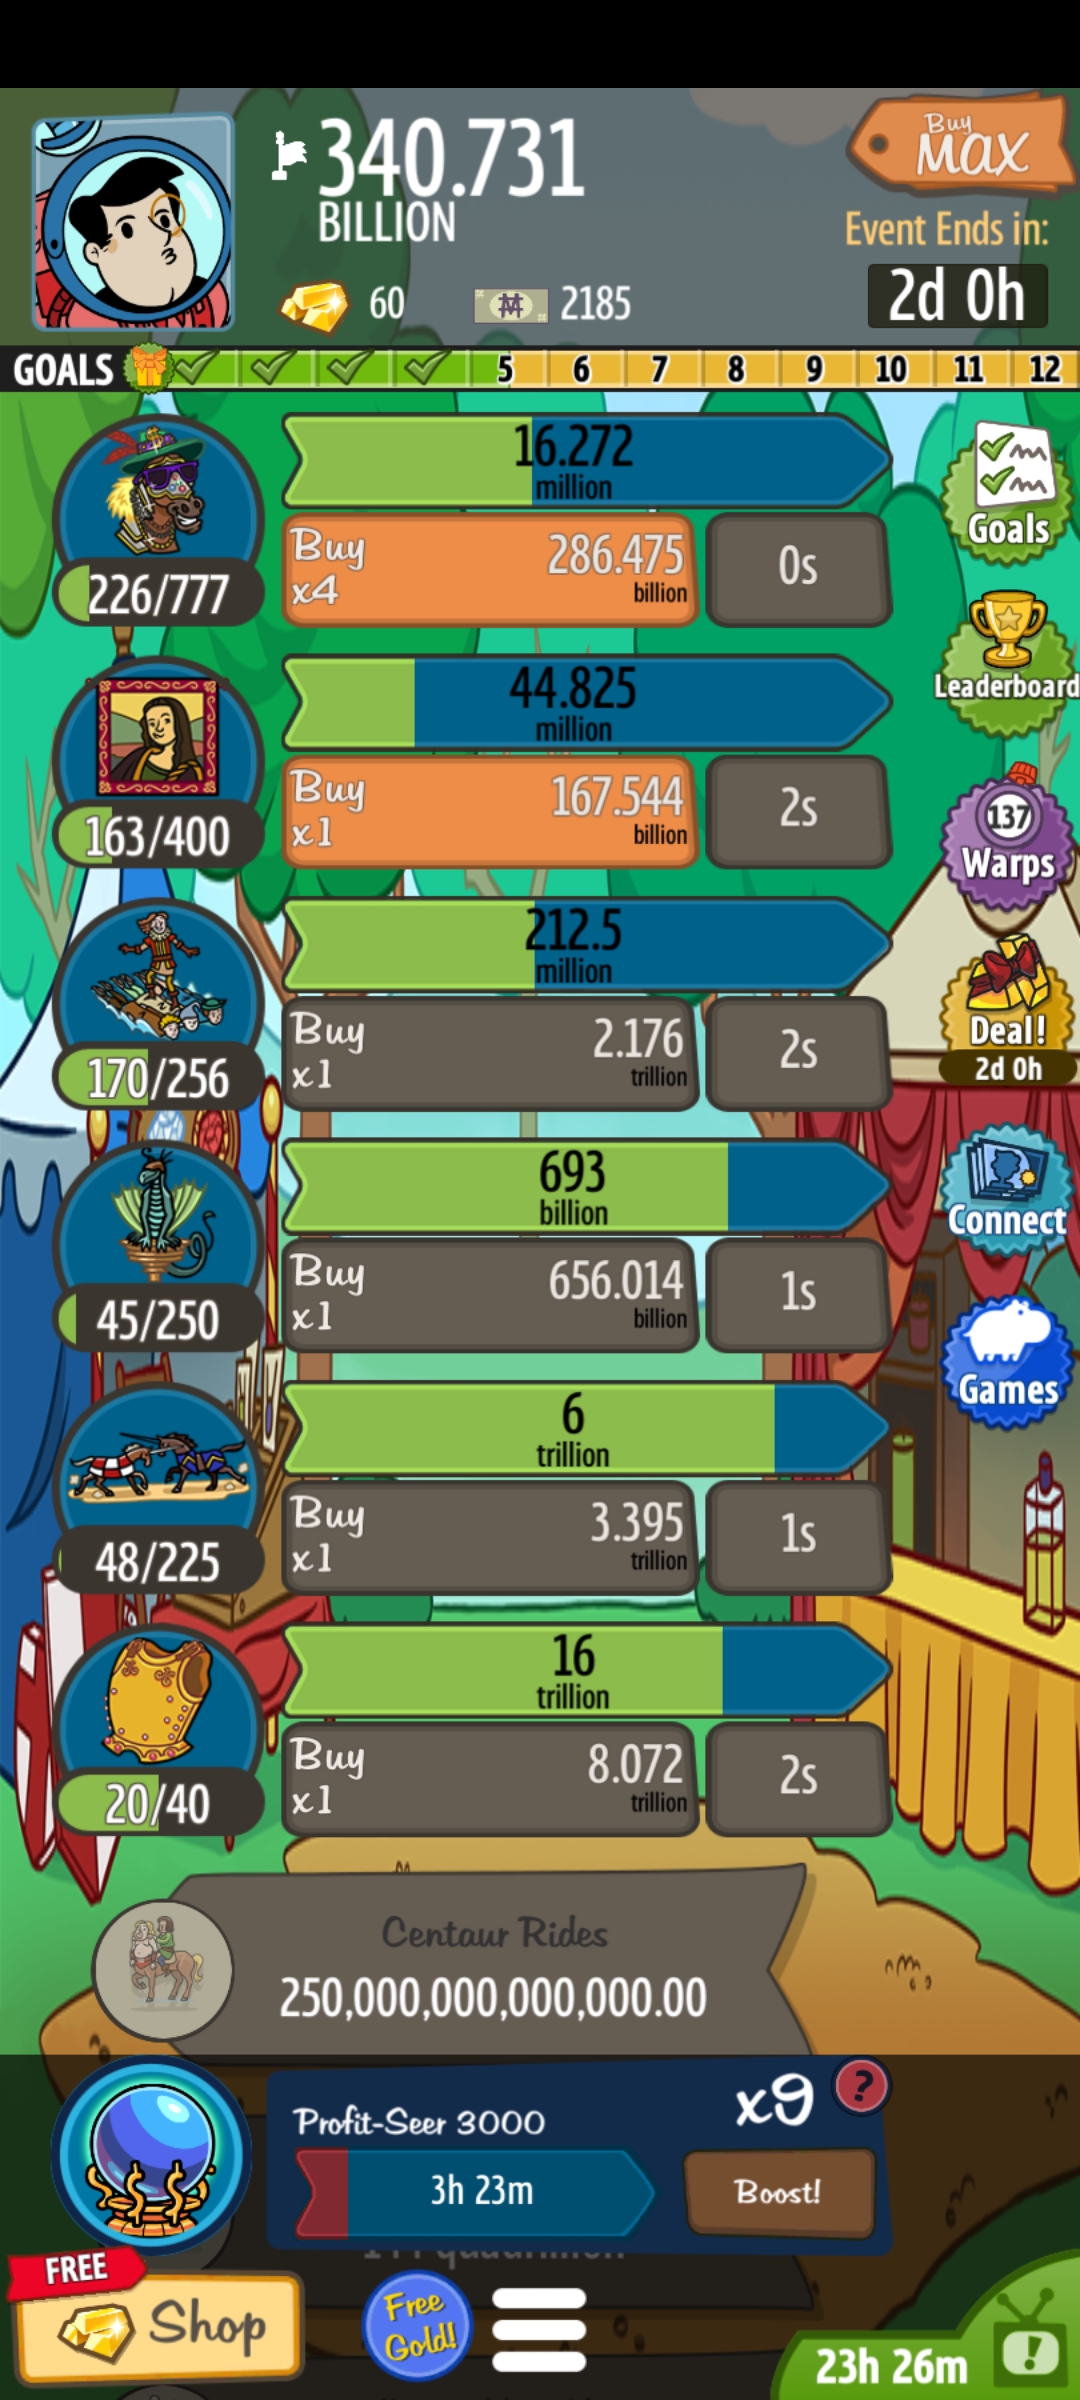 340.731
BILLION
Buy
MAX
Event Ends in:
60
2185
2d 0h
GOALS
5
6
7
8
9
10
11
12
16.272
million
Buy
x4
286.475
billion
0s
226/777
Goals
44.825
million
Leaderboard
Buy
x1
167.544
billion
2s
163/400
137
Warps
212.5
million
Buy
x1
2.176
trillion
2s
170/256
Deal!
2d 0h
693
billion
Connect
Buy
x1
656.014
billion
1s
45/250
Games
6
trillion
Buy
x1
3.395
trillion
1s
48/225
16
trillion
Buy
x1
8.072
trillion
2s
20/40
Centaur Rides
250,000,000,000,000.00
Profit-Seer 3000
x9
?
3h 23m
Boost!
FREE
Shop
Free
Gold!
23h 26m
!